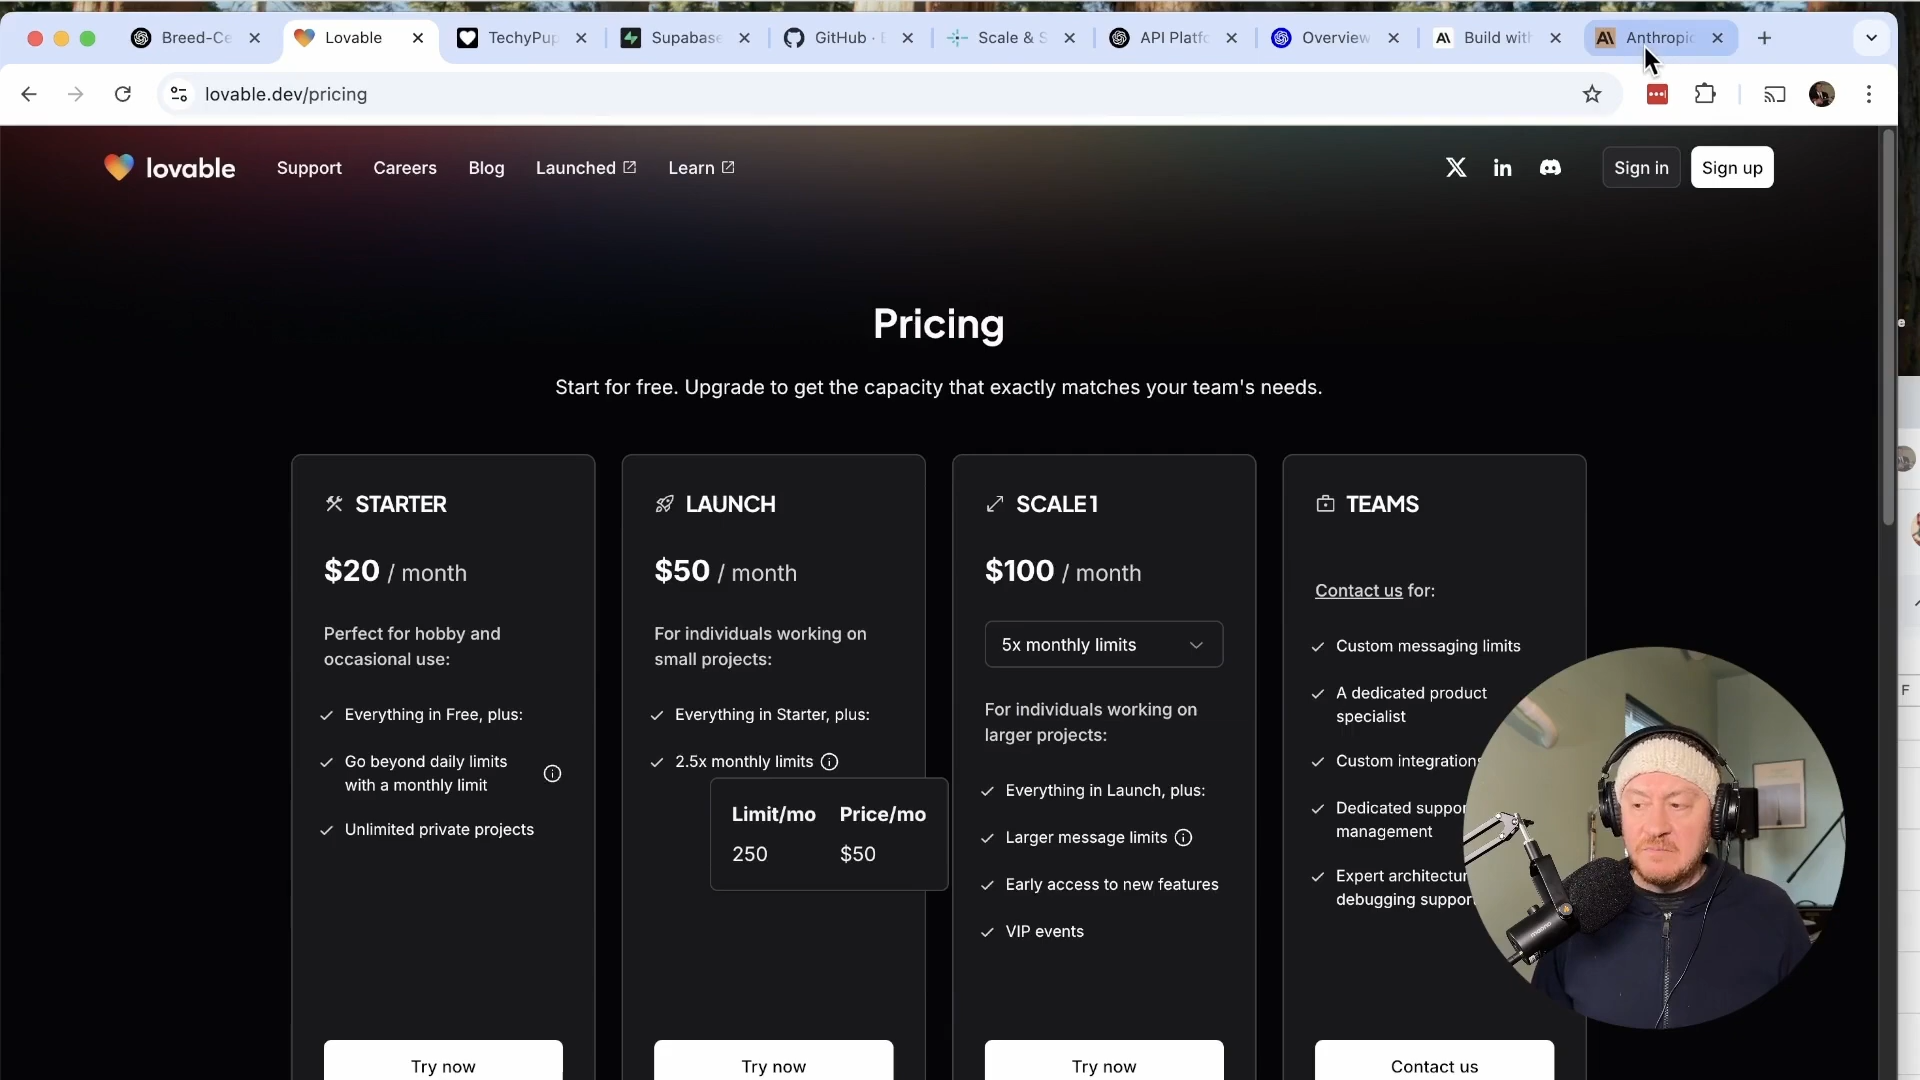 Breed-Ce
Lovable
TechyPup
Supabase
GitHub ·
Scale & S
API Platfo
Overview
Build with
Anthropic
lovable.dev/pricing
lovable
Support
Careers
Blog
Launched
Learn
Sign in
Sign up
Pricing
Start for free. Upgrade to get the capacity that exactly matches your team's needs.
STARTER
$20 / month
Perfect for hobby and
occasional use:
Everything in Free, plus:
Go beyond daily limits
with a monthly limit
Unlimited private projects
Try now
LAUNCH
$50 / month
For individuals working on
small projects:
Everything in Starter, plus:
2.5x monthly limits
Limit/mo Price/mo
250 $50
Try now
SCALE 1
$100 / month
5x monthly limits
For individuals working on
larger projects:
Everything in Launch, plus:
Larger message limits
Early access to new features
VIP events
Try now
TEAMS
Contact us for:
Custom messaging limits
A dedicated product
specialist
Custom integrations
Dedicated suppo
management
Expert architectu
debugging suppor
Contact us
F